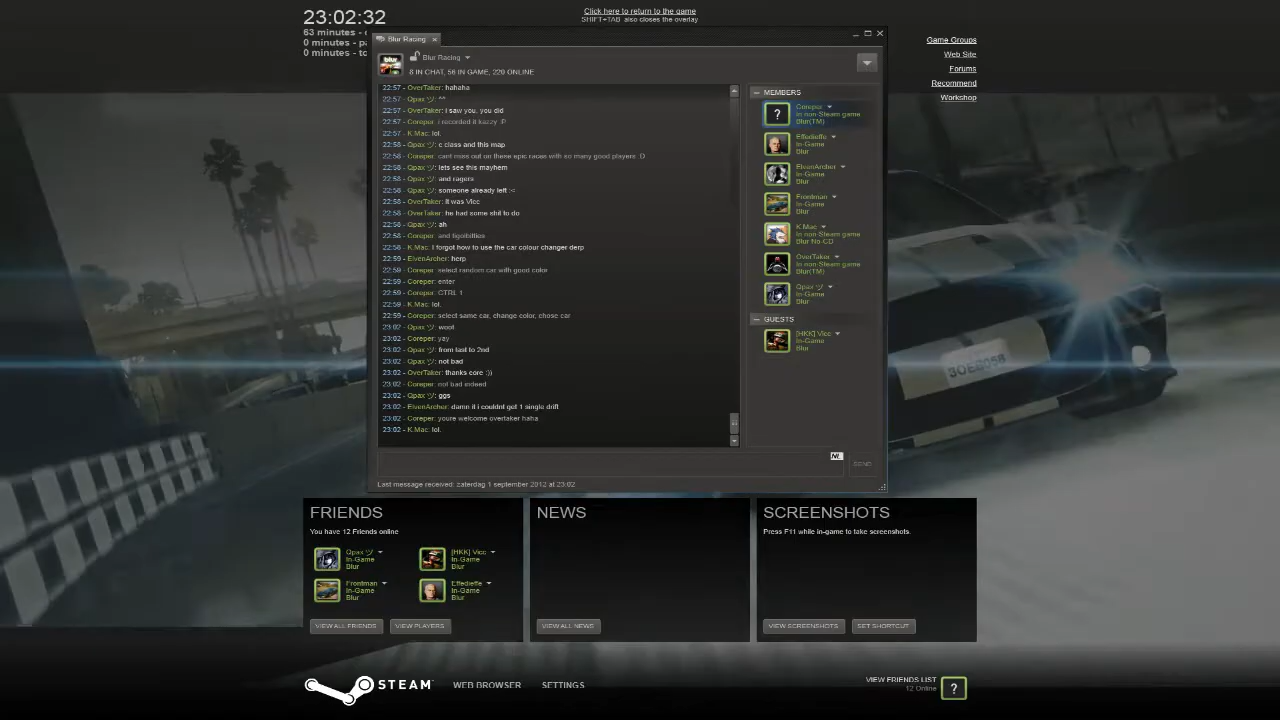 23:02:32
63 minutes -
0 minutes -
0 minutes -
Click here to return to the game
SHIFT+TAB also closes the overlay
Game Groups
Web Site
Forums
Recommend
Workshop
Blur Racing
Blur Racing
8 IN CHAT, 56 IN GAME, 220 ONLINE
22:57 - OverTaker: hahaha
22:57 - Qpax ツ: ^^
22:57 - OverTaker: i saw you, you did
22:57 - Coreper: i recorded it kazzy :P
22:57 - K.Mac: lol.
22:58 - Qpax ツ: c class and this map
22:58 - Coreper: cant miss out on these epic races with so many good players :D
22:58 - Qpax ツ: lets see this mayhem
22:58 - Qpax ツ: and ragers
22:58 - Qpax ツ: someone already left :<
22:58 - OverTaker: it was Vicc
22:58 - OverTaker: he had some shit to do
22:58 - Qpax ツ: ah
22:58 - Coreper: and tigolbitties
22:58 - K.Mac: I forgot how to use the car colour changer derp
22:59 - ElvenArcher: herp
22:59 - Coreper: select random car with good color
22:59 - Coreper: enter
22:59 - Coreper: CTRL 1
22:59 - K.Mac: lol.
22:59 - Coreper: select same car, change color, chose car
23:02 - Qpax ツ: woot
23:02 - Coreper: yay
23:02 - Qpax ツ: from last to 2nd
23:02 - Qpax ツ: not bad
23:02 - OverTaker: thanks core :))
23:02 - Coreper: not bad indeed
23:02 - Qpax ツ: ggs
23:02 - ElvenArcher: damn it i couldnt get 1 single drift
23:02 - Coreper: youre welcome overtaker haha
23:02 - K.Mac: lol.
MEMBERS
Coreper
In non-Steam game
Blur(TM)
Effedieffe
In-Game
Blur
ElvenArcher
In-Game
Blur
Frontman
In-Game
Blur
K.Mac
In non-Steam game
Blur No-CD
OverTaker
In non-Steam game
Blur(TM)
Qpax ツ
In-Game
Blur
GUESTS
[HKK] Vicc
In-Game
Blur
NL
SEND
Last message received: zaterdag 1 september 2012 at 23:02
3OEB058
FRIENDS
You have 12 Friends online
Qpax ツ
In-Game
Blur
[HKK] Vicc
In-Game
Blur
Frontman
In-Game
Blur
Effedieffe
In-Game
Blur
VIEW ALL FRIENDS
VIEW PLAYERS
NEWS
VIEW ALL NEWS
SCREENSHOTS
Press F11 while in-game to take screenshots.
VIEW SCREENSHOTS
SET SHORTCUT
STEAM
WEB BROWSER
SETTINGS
VIEW FRIENDS LIST
12 Online